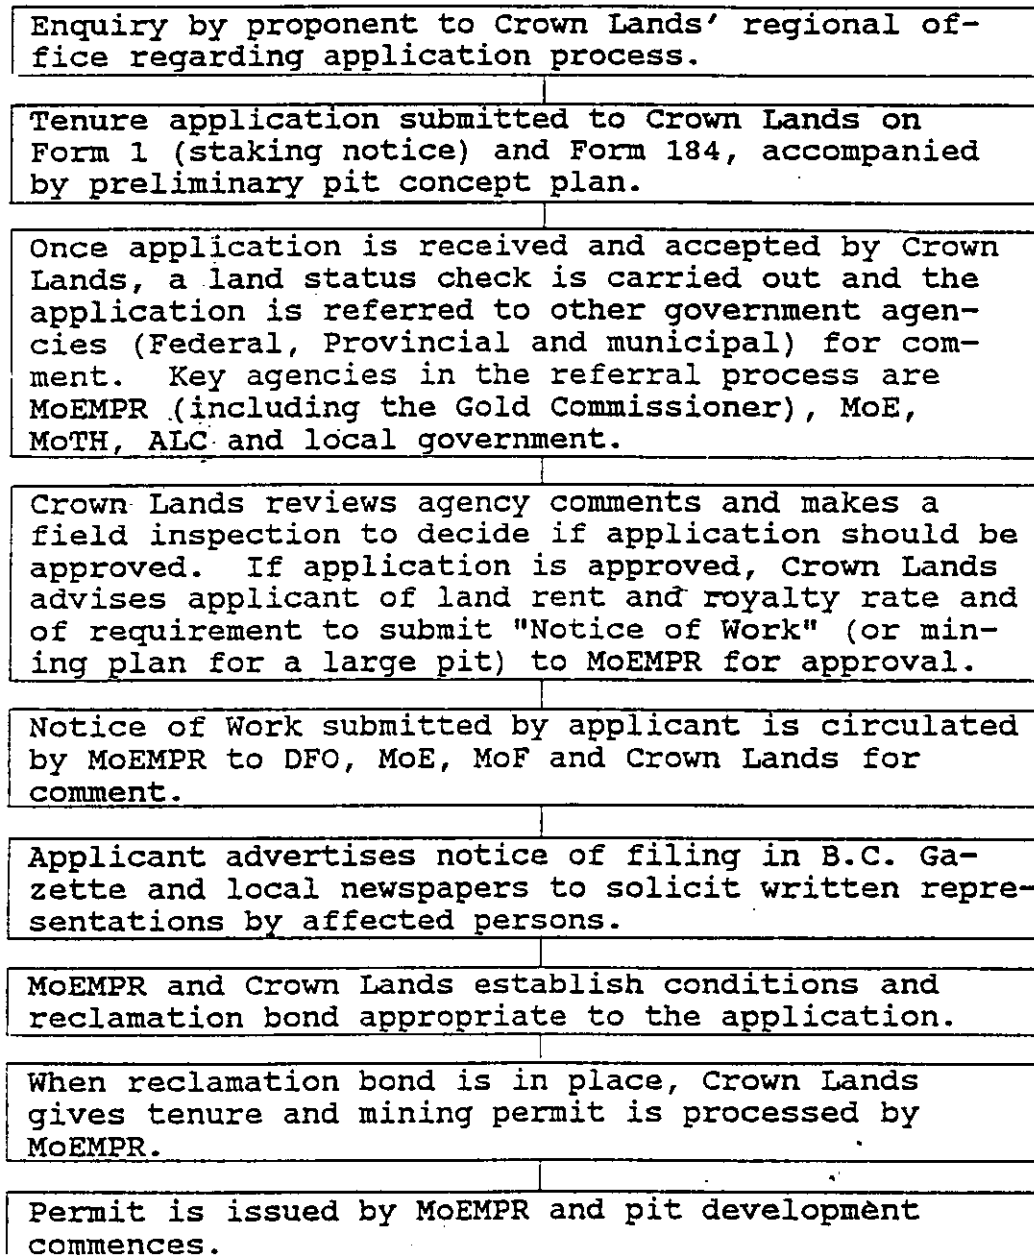 Enquiry by proponent to Crown Lands' regional of-
fice regarding application process.
Tenure application submitted to Crown Lands on
Form 1 (staking notice) and Form 184, accompanied
by preliminary pit concept plan.
Once application is received and accepted by Crown
Lands, a land status check is carried out and the
application is referred to other government agen-
cies (Federal, Provincial and municipal) for com-
ment. Key agencies in the referral process are
MoEMPR (including the Gold Commissioner), MoE,
MoTH, ALC and local government.
Crown Lands reviews agency comments and makes a
field inspection to decide if application should be
approved. If application is approved, Crown Lands
advises applicant of land rent and royalty rate and
of requirement to submit "Notice of Work" (or min-
ing plan for a large pit) to MoEMPR for approval.
Notice of Work submitted by applicant is circulated
by MoEMPR to DFO, MoE, MoF and Crown Lands for
comment.
Applicant advertises notice of filing in B.C. Ga-
zette and local newspapers to solicit written repre-
sentations by affected persons.
MoEMPR and Crown Lands establish conditions and
reclamation bond appropriate to the application.
When reclamation bond is in place, Crown Lands
gives tenure and mining permit is processed by
MoEMPR.
Permit is issued by MoEMPR and pit development
commences.